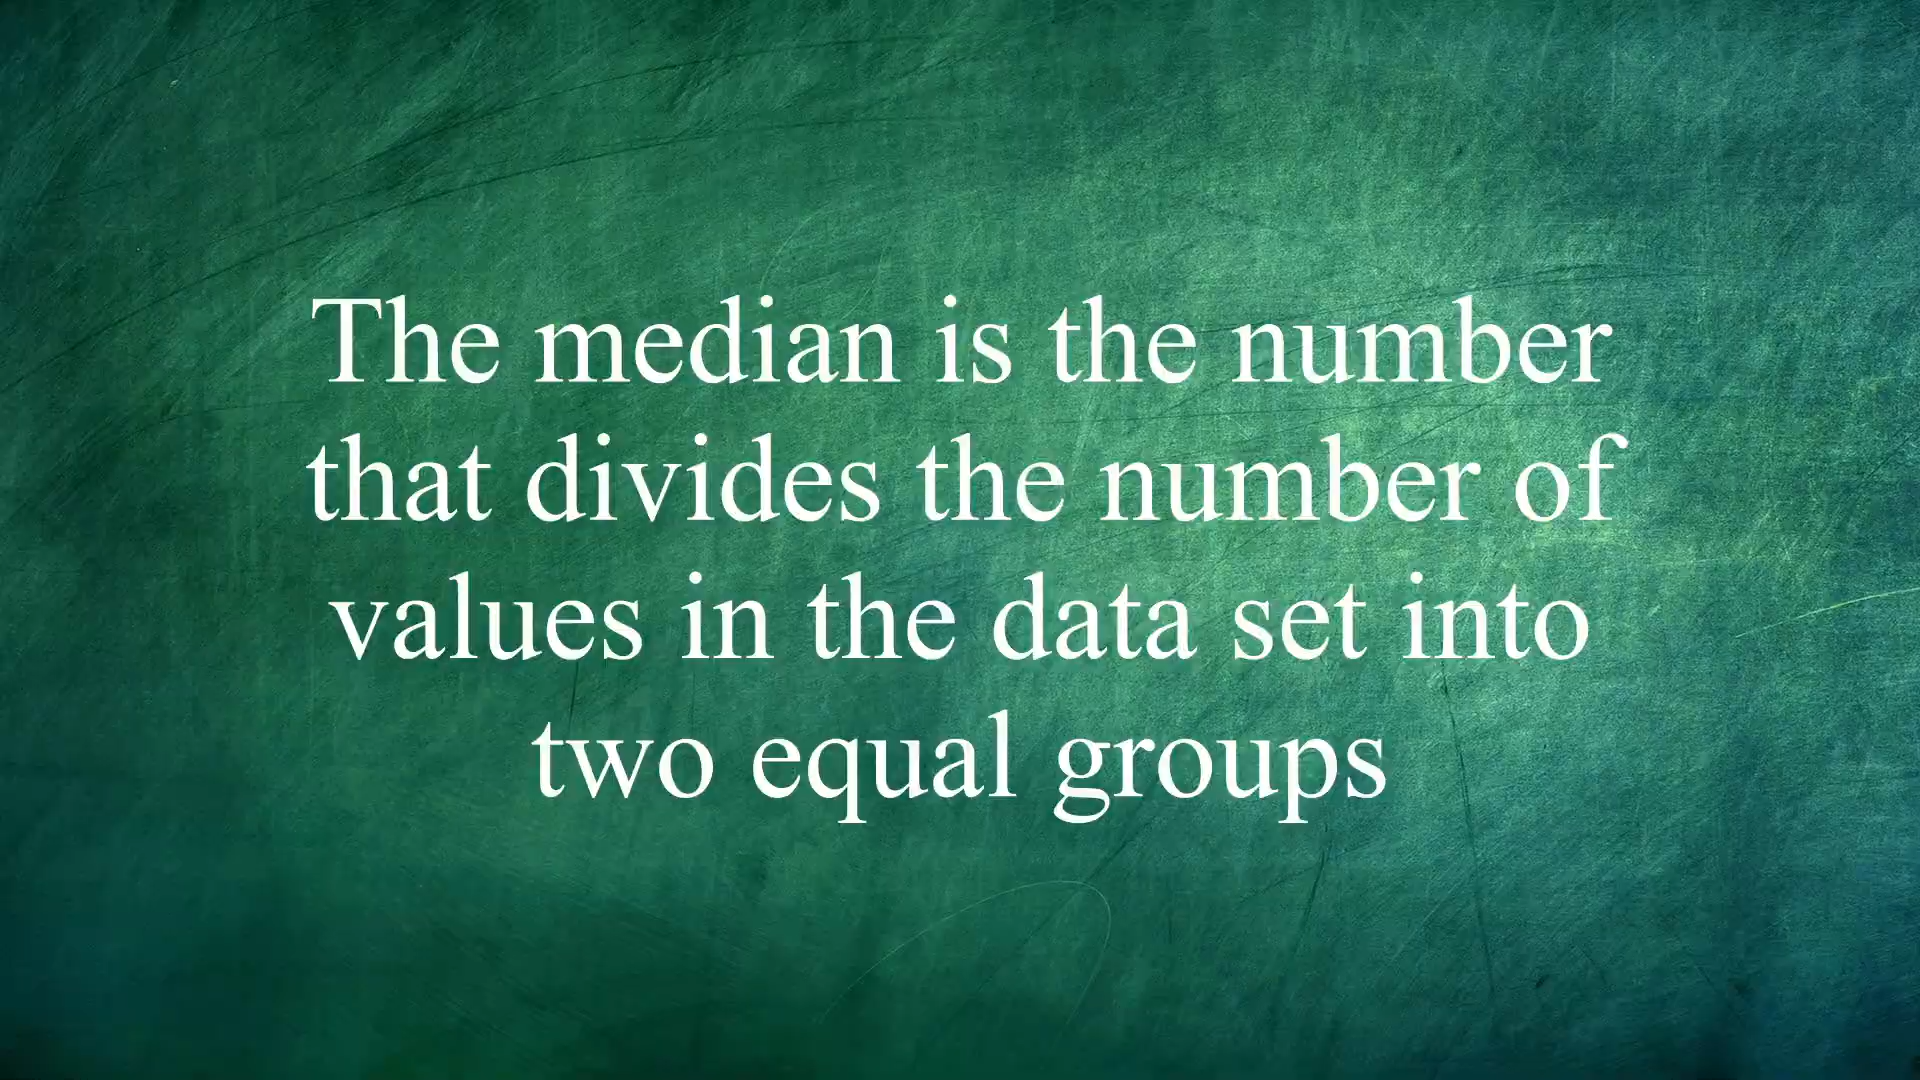 The median is the number
that divides the number of
values in the data set into
two equal groups